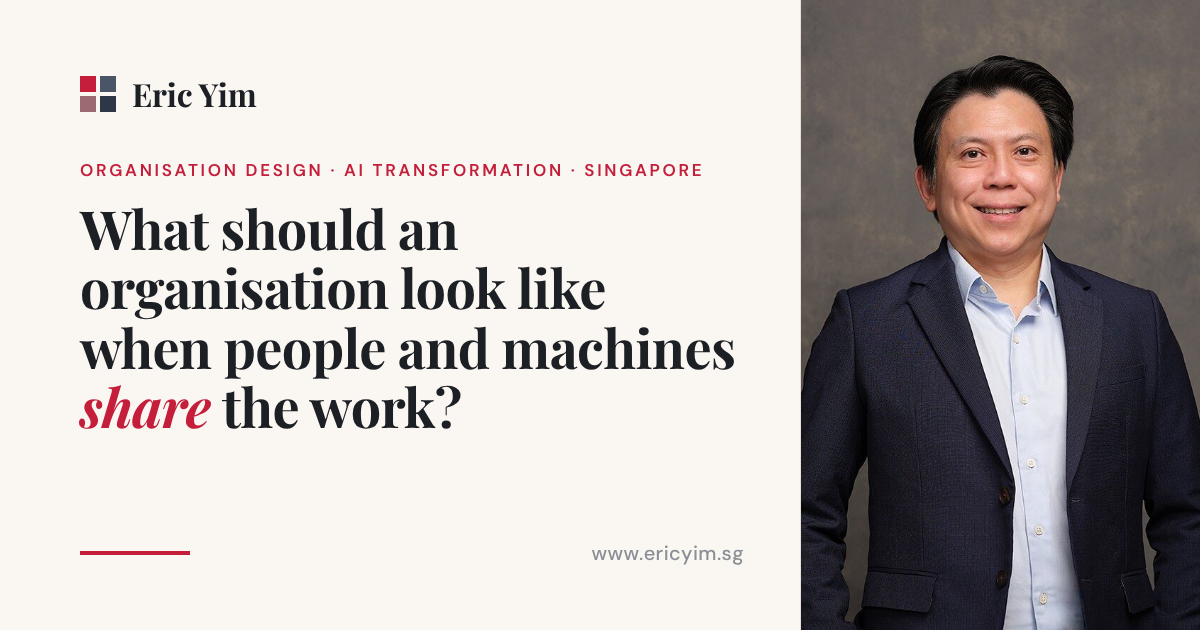 Eric Yim
ORGANISATION DESIGN · AI TRANSFORMATION · SINGAPORE
What should an
organisation look like
when people and machines
share the work?
www.ericyim.sg